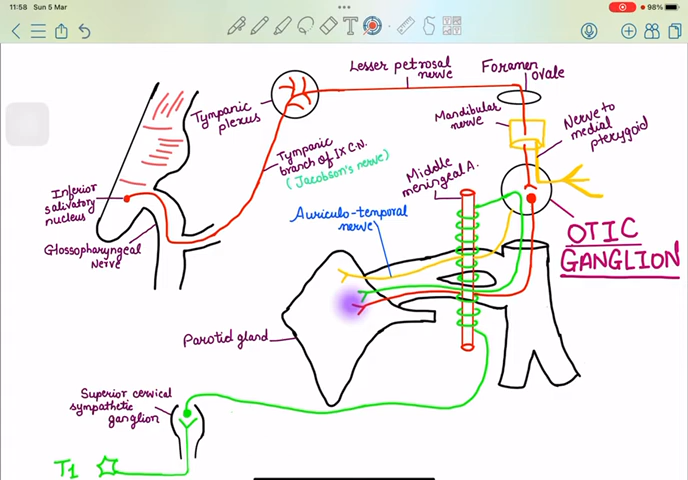 11:58 Sun 5 Mar
98%
Lesser petrosal
nerve
Foramen
ovale
Tympanic
plexus
Mandibular
nerve
Nerve to
medial
pterygoid
Tympanic
branch of IX C.N.
(Jacobson's nerve)
Middle
meningeal A.
Inferior
salivatory
nucleus
Auriculo-temporal
nerve
OTIC
GANGLION
Glossopharyngeal
Nerve
Parotid gland
Superior cervical
sympathetic
ganglion
T1